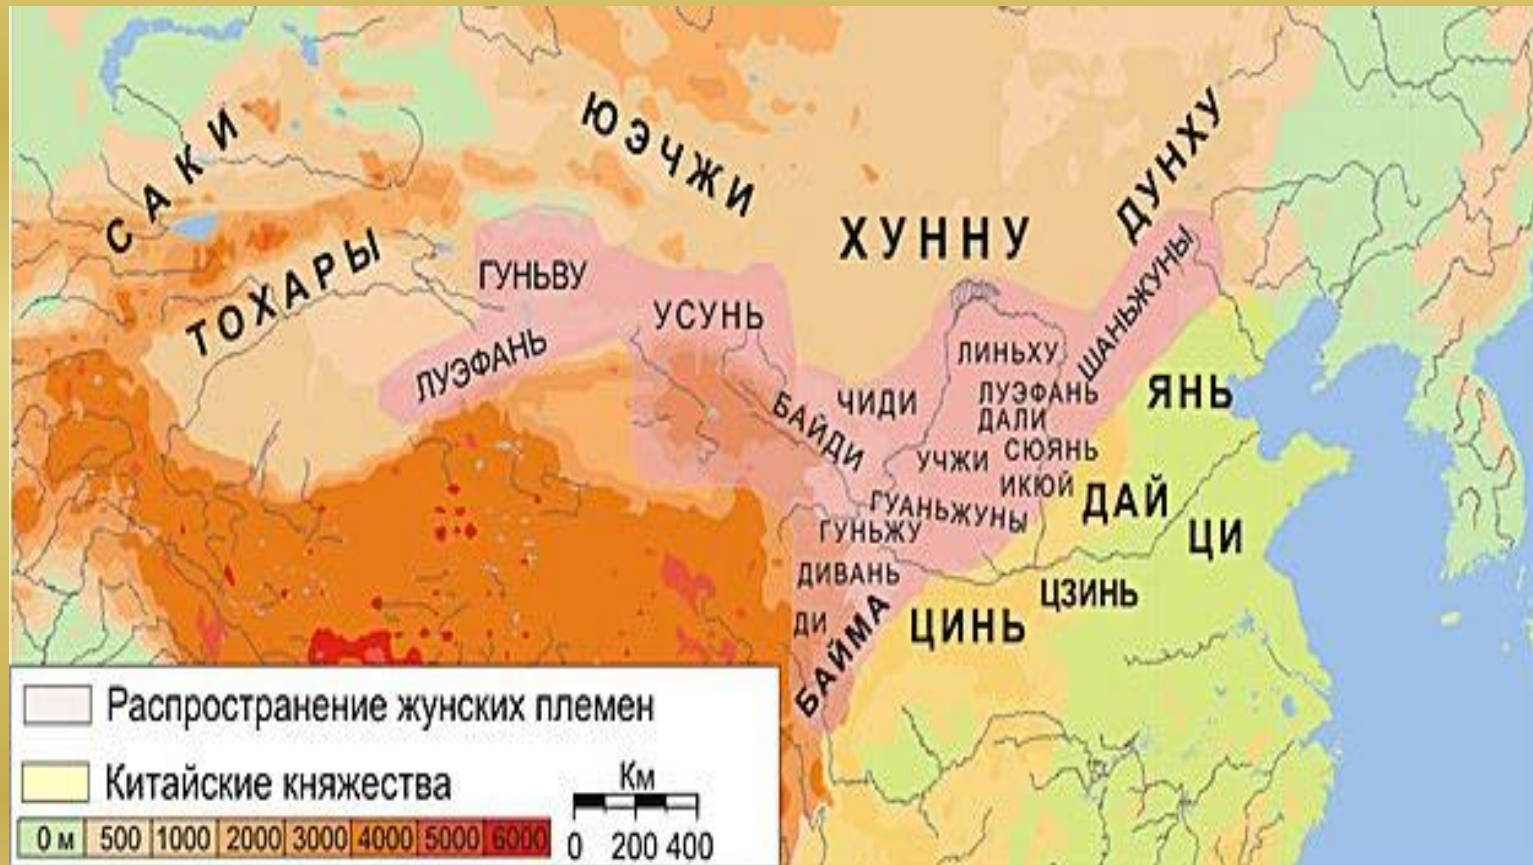 САКИ
ТОХАРЫ
ЮЭЧЖИ
ХУННУ
ДУНХУ
ГУНЬВУ
ЛУЭФАНЬ
УСУНЬ
ШАНЬЖУНЫ
ЛИНЬХУ
ЧИДИ
ЛУЭФАНЬ
ДАЛИ
ЯНЬ
БАЙДИ
УЧЖИ
СЮЯНЬ
ИКЮЙ
ДАЙ
ГУАНЬЖУНЫ
ГУНЬЖУ
ЦИ
ДИВАНЬ
ЦЗИНЬ
ДИ
БАЙМА
ЦИНЬ
Распространение жунских племен
Китайские княжества
Км
0 м 500 1000 2000 3000 4000 5000 6000
0 200 400